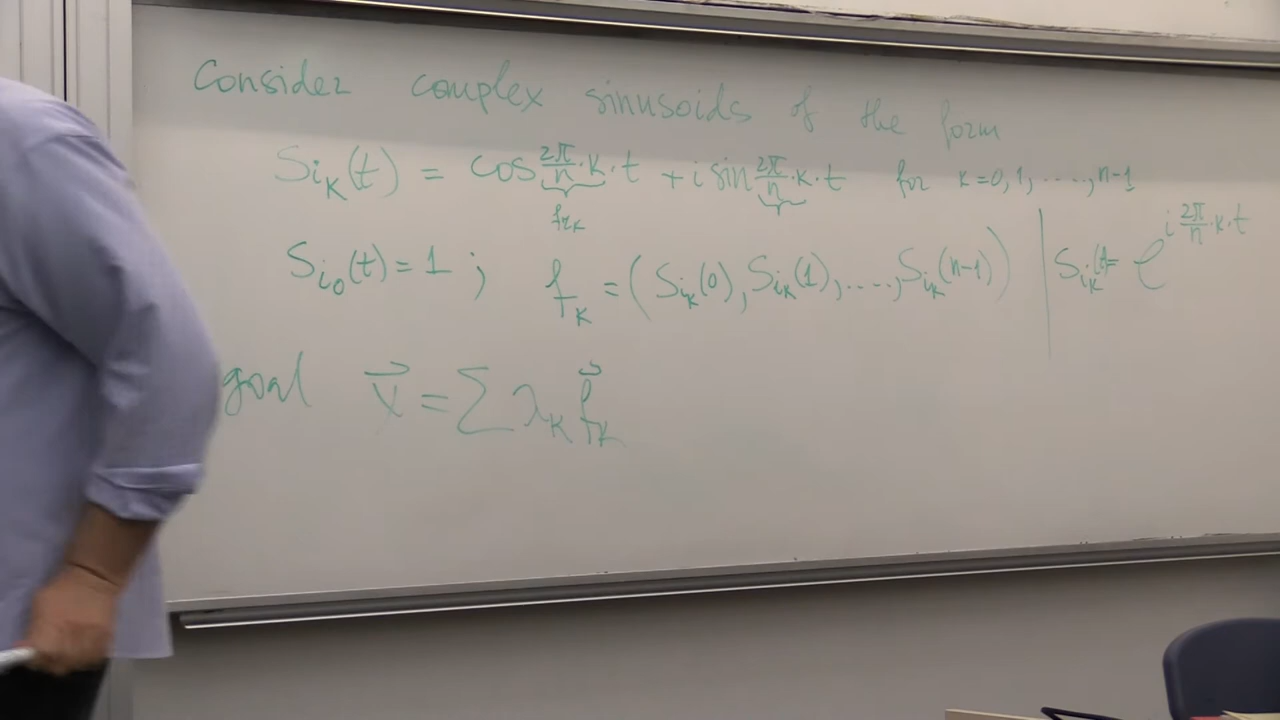 Consider complex sinusoids of the form
Si_k(t) = cos 2π/n · k · t + i sin 2π/n · k · t for k=0,1,.....,n-1
fr_k
Si_0(t) = 1 ; f_k = (Si_k(0), Si_k(1), ....., Si_k(n-1)) | Si_k(t) = e^{i 2π/n · k · t}
goal v⃗ = Σ λ_k f⃗_k